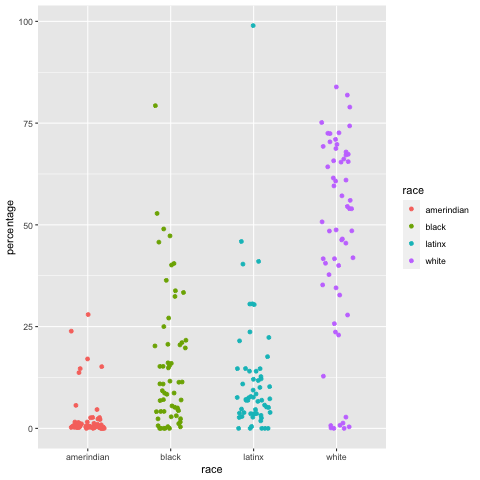 100
75
50
25
0
percentage
amerindian
black
latinx
white
race
race
amerindian
black
latinx
white